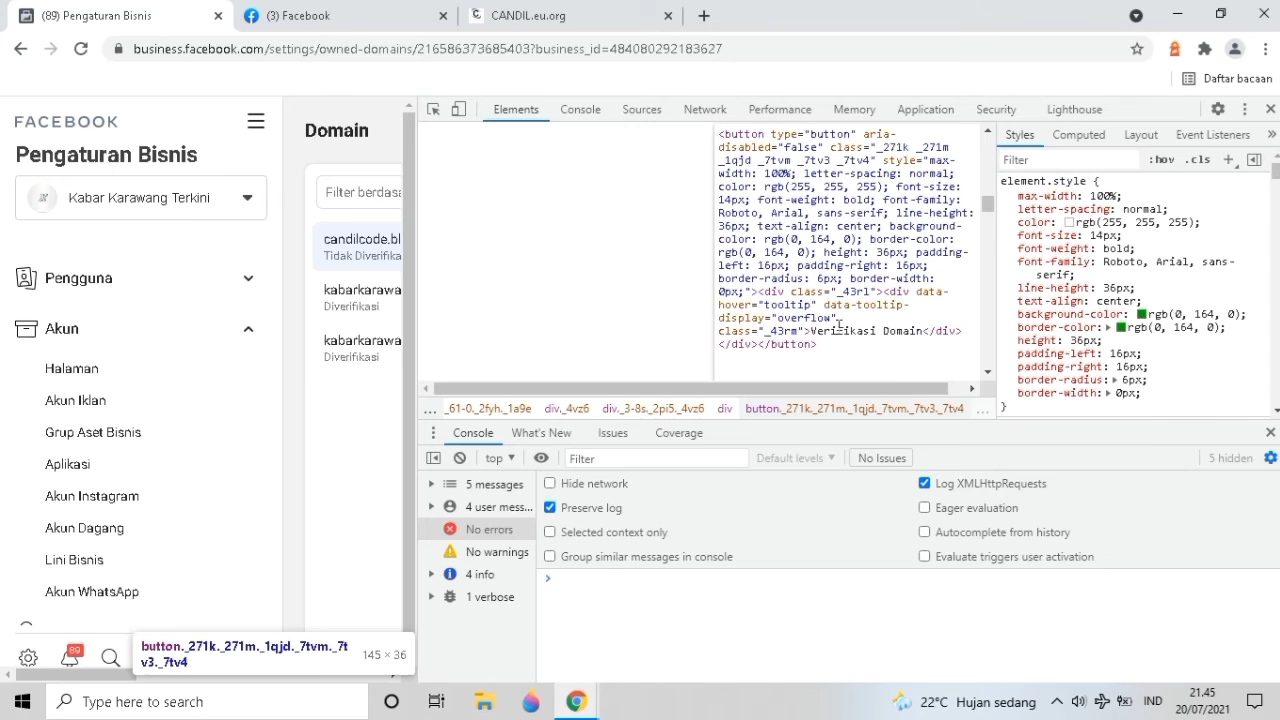 (89) Pengaturan Bisnis
(3) Facebook
CANDIL.eu.org
business.facebook.com/settings/owned-domains/216586373685403?business_id=484080292183627
Daftar bacaan
FACEBOOK
Pengaturan Bisnis
Kabar Karawang Terkini
Pengguna
Akun
Halaman
Akun Iklan
Grup Aset Bisnis
Aplikasi
Akun Instagram
Akun Dagang
Lini Bisnis
Akun WhatsApp
89
button._271k._271m._1qjd._7tvm._7t
v3._7tv4
145 × 36
Domain
Filter berdasa
candilcode.bl
Tidak Diverifika
kabarkarawa
Diverifikasi
kabarkarawa
Diverifikasi
Elements Console Sources Network Performance Memory Application Security Lighthouse
<button type="button" aria-
disabled="false" class="_271k _271m
_1qjd _7tvm _7tv3 _7tv4" style="max-
width: 100%; letter-spacing: normal;
color: rgb(255, 255, 255); font-size:
14px; font-weight: bold; font-family:
Roboto, Arial, sans-serif; line-height:
36px; text-align: center; background-
color: rgb(0, 164, 0); border-color:
rgb(0, 164, 0); height: 36px; padding-
left: 16px; padding-right: 16px;
border-radius: 6px; border-width:
0px;"><div class="_43rl"><div data-
hover="tooltip" data-tooltip-
display="overflow"
class="_43rm">Verifikasi Domain</div>
</div></button>
... _61-0._2fyh._1a9e div._4vz6 div._3-8s._2pi5._4vz6 div button._271k._271m._1qjd._7tvm._7tv3._7tv4 ...
Styles Computed Layout Event Listeners »
Filter :hov .cls +
element.style {
max-width: 100%;
letter-spacing: normal;
color: rgb(255, 255, 255);
font-size: 14px;
font-weight: bold;
font-family: Roboto, Arial, sans-
serif;
line-height: 36px;
text-align: center;
background-color: rgb(0, 164, 0);
border-color: rgb(0, 164, 0);
height: 36px;
padding-left: 16px;
padding-right: 16px;
border-radius: 6px;
border-width: 0px;
}
Console What's New Issues Coverage
top Filter Default levels No Issues 5 hidden
5 messages
4 user mess...
No errors
No warnings
4 info
1 verbose
Hide network
Preserve log
Selected context only
Group similar messages in console
Log XMLHttpRequests
Eager evaluation
Autocomplete from history
Evaluate triggers user activation
>
Type here to search
22°C Hujan sedang
IND
21.45
20/07/2021